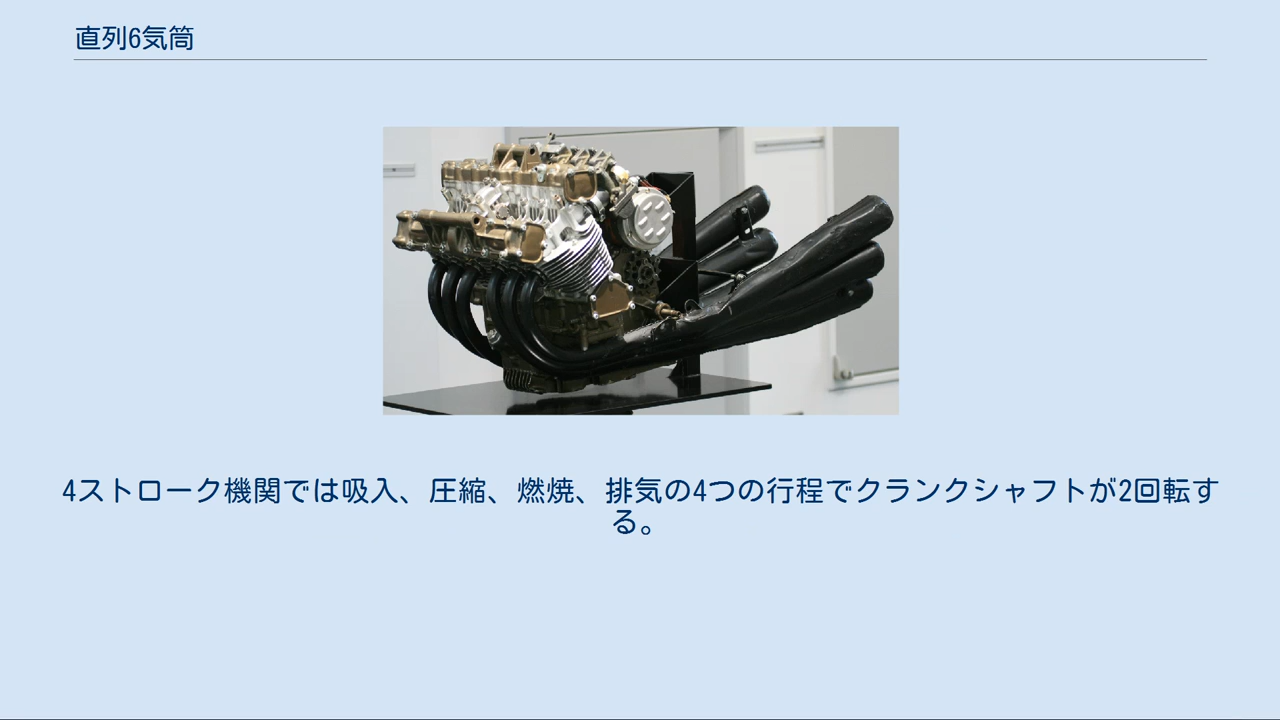 直列6気筒
4ストローク機関では吸入、圧縮、燃焼、排気の4つの行程でクランクシャフトが2回転す
る。